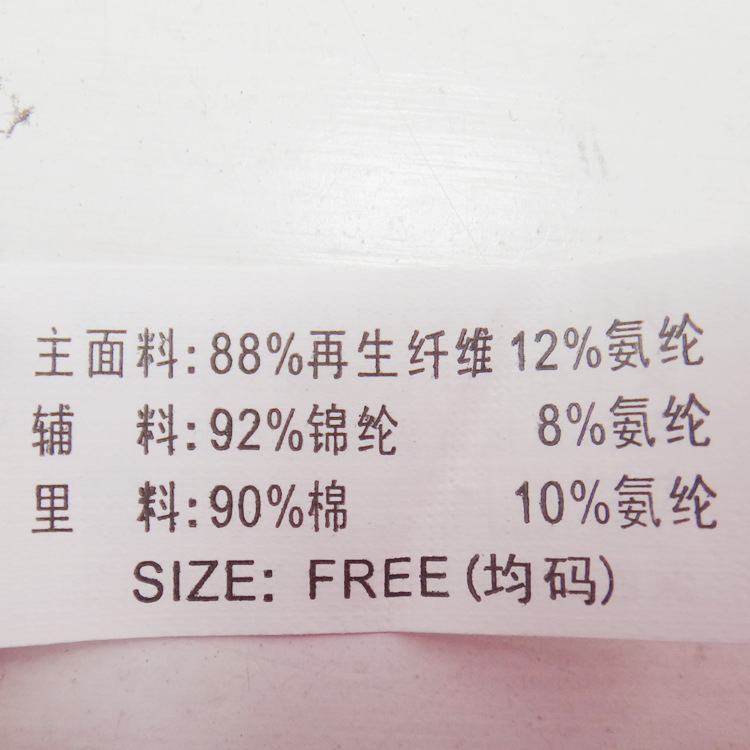 主面料:88%再生纤维 12%氨纶
辅 料:92%锦纶 8%氨纶
里 料:90%棉 10%氨纶
SIZE: FREE(均码)